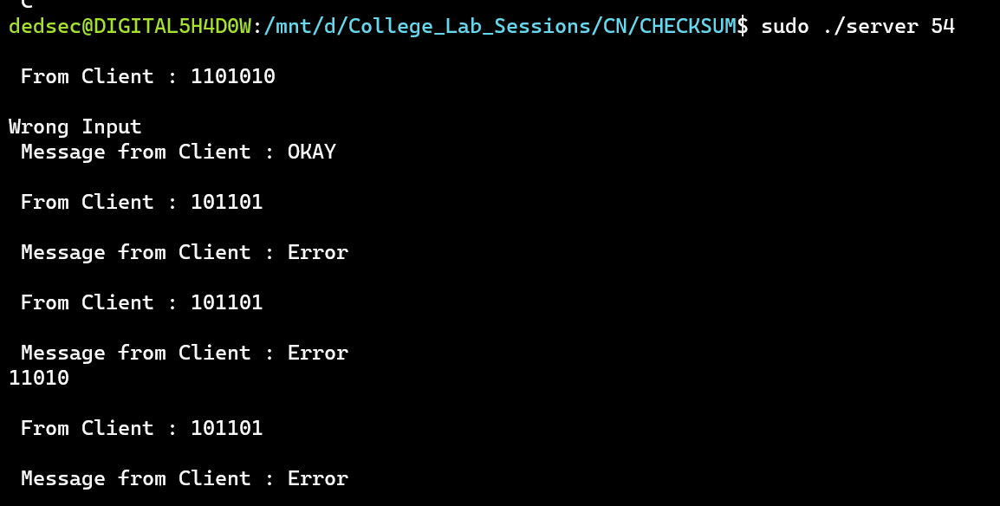 C
dedsec@DIGITAL5H4D0W:/mnt/d/College_Lab_Sessions/CN/CHECKSUM$ sudo ./server 54
From Client : 1101010
Wrong Input
Message from Client : OKAY
From Client : 101101
Message from Client : Error
From Client : 101101
Message from Client : Error
11010
From Client : 101101
Message from Client : Error